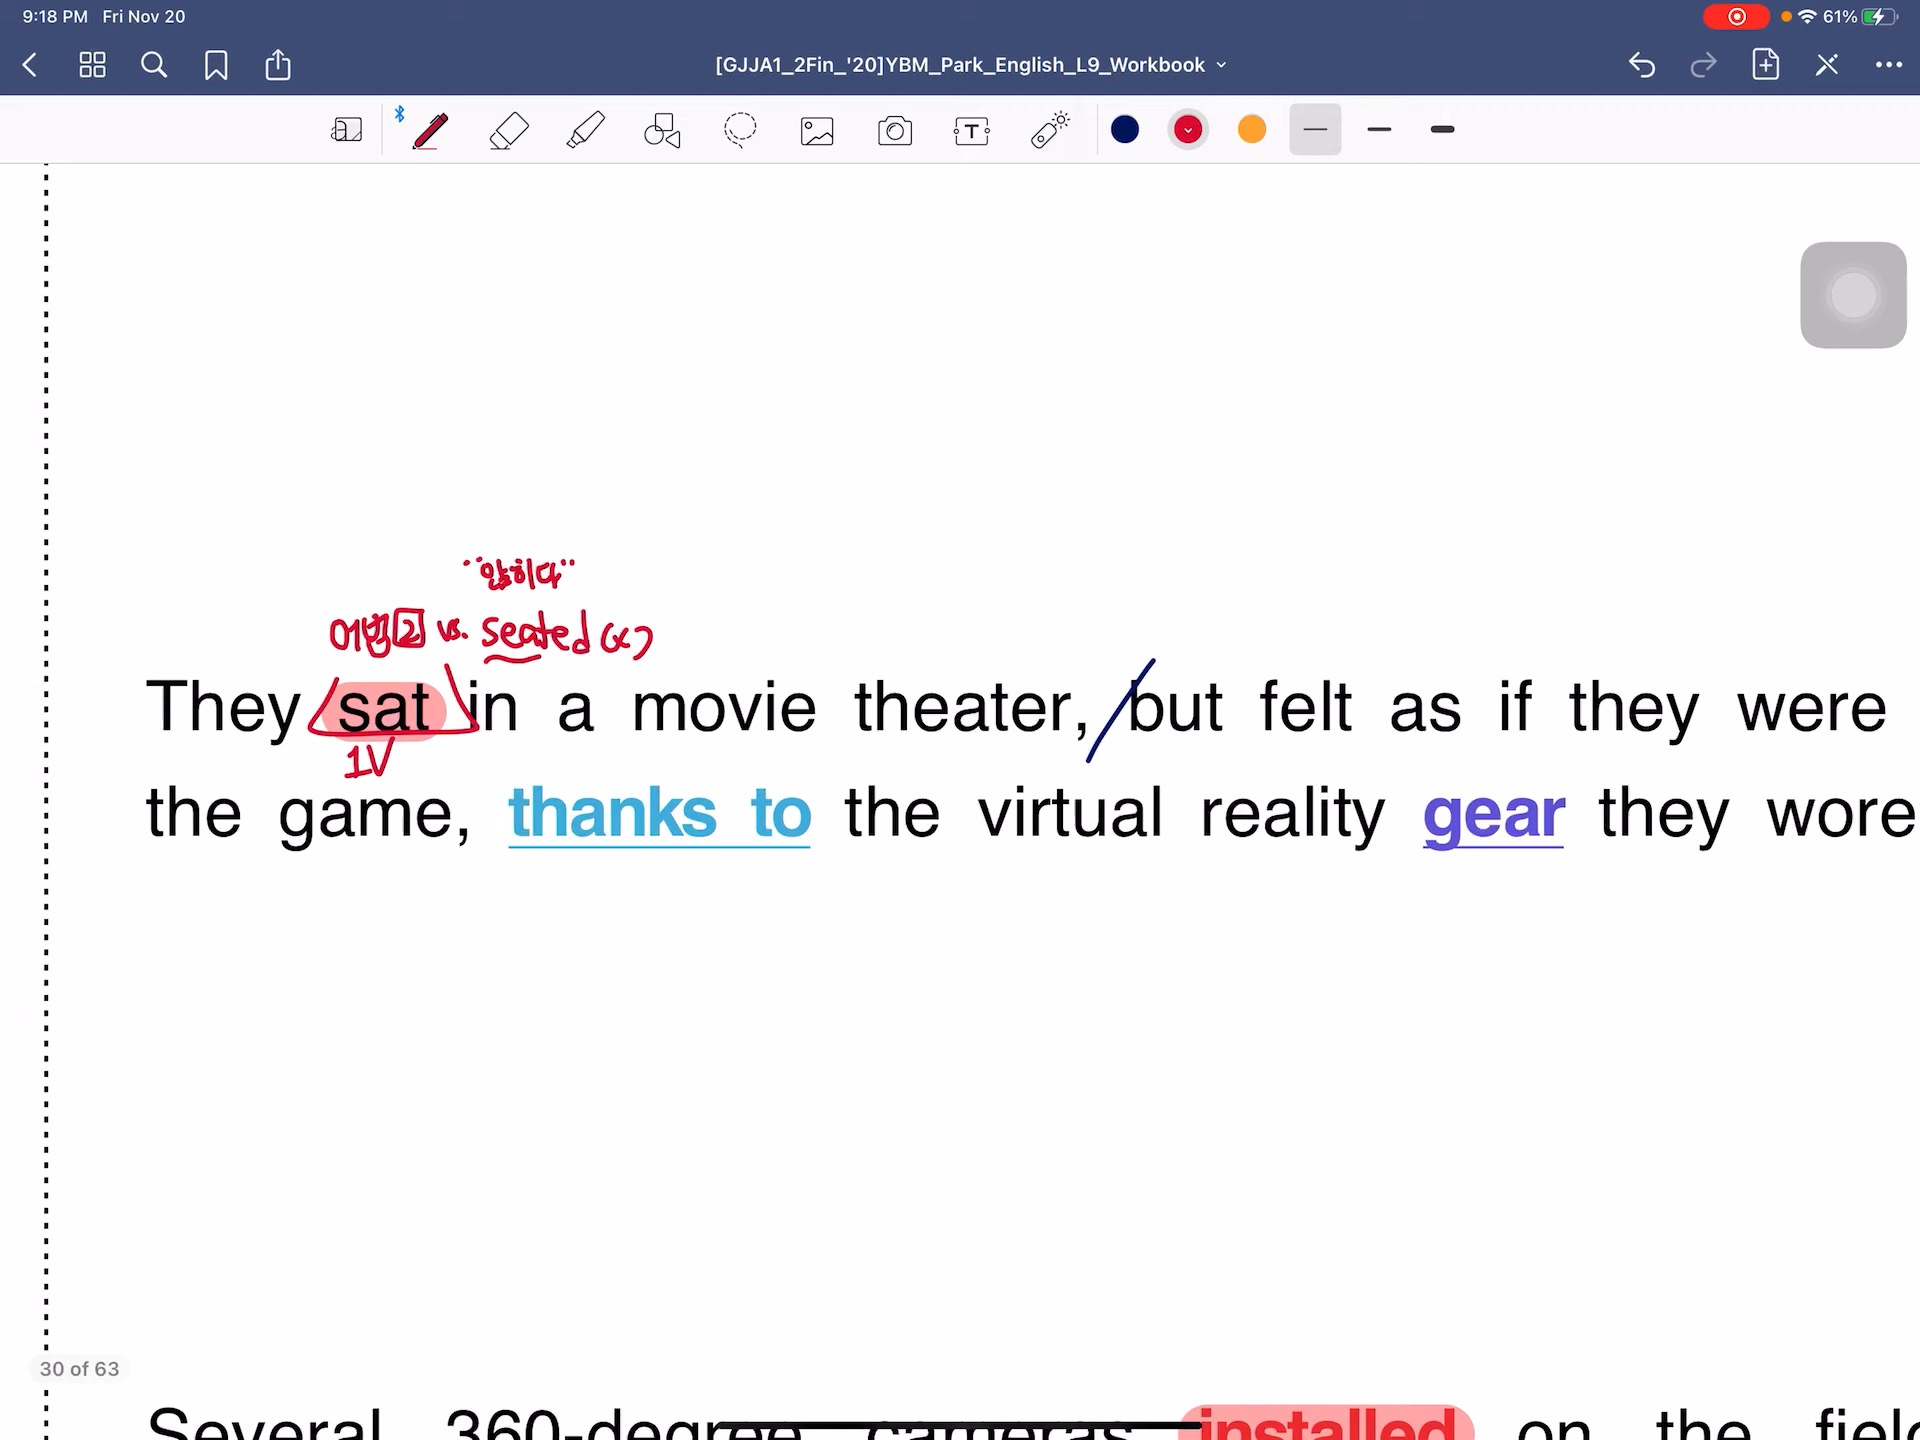 9:18 PM Fri Nov 20
61%
[GJJA1_2Fin_'20]YBM_Park_English_L9_Workbook
"앉히다"
어법2 vs. seated (x)
They sat in a movie theater, but felt as if they were
1V
the game, thanks to the virtual reality gear they wore
30 of 63
Several 360-degree cameras installed on the field